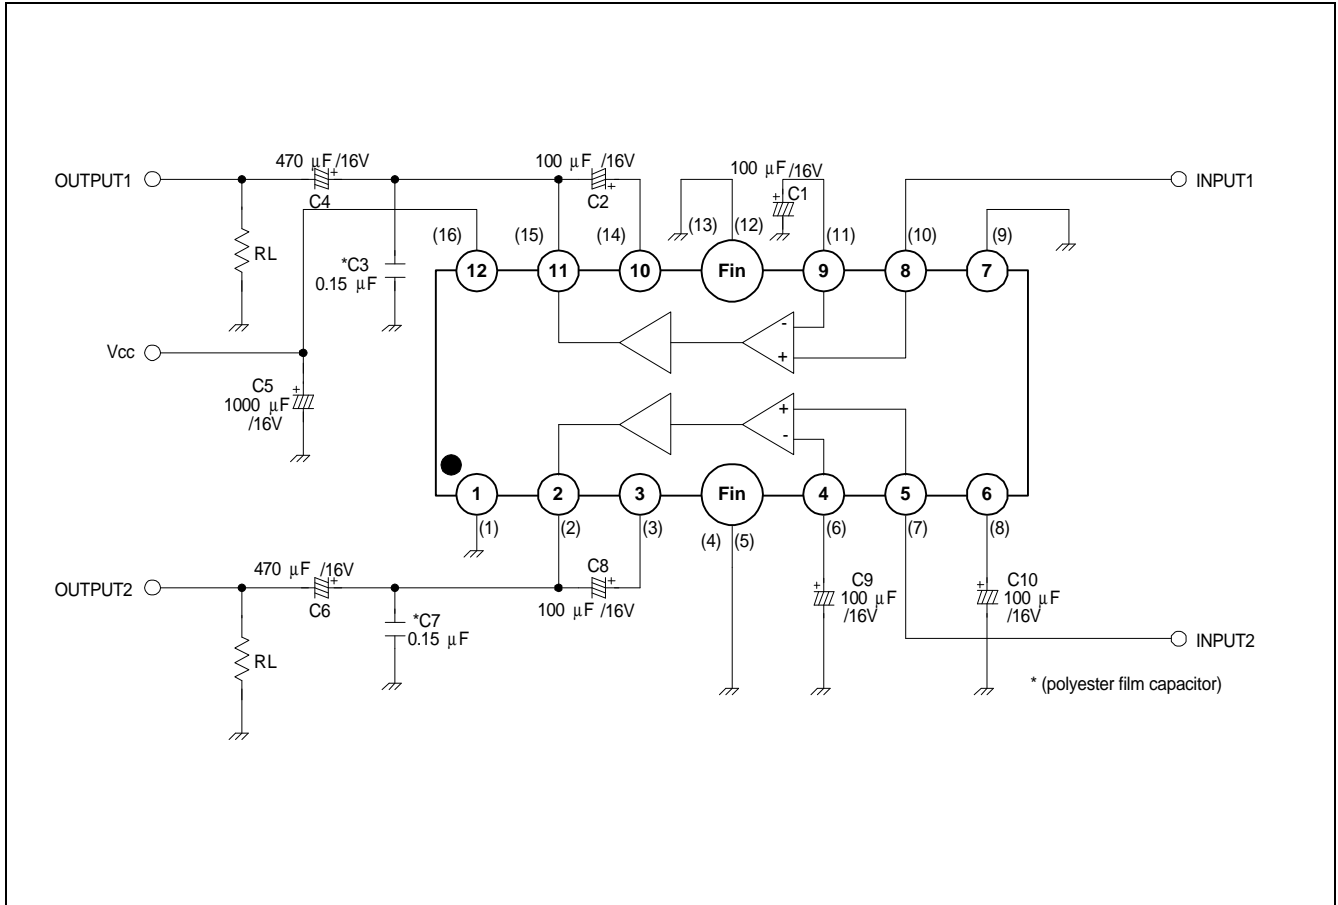 470 μF /16V
100 μF /16V
100 μF /16V
OUTPUT1
C4
C2
C1
INPUT1
(16)
(15)
(14)
(13)
(12)
(11)
(10)
(9)
RL
*C3
0.15 μF
12
11
10
Fin
9
8
7
-
+
Vcc
C5
1000 μF
/16V
+
-
1
2
3
Fin
4
5
6
(1)
(2)
(3)
(4)
(5)
(6)
(7)
(8)
470 μF /16V
C8
OUTPUT2
C6
100 μF /16V
*C7
0.15 μF
C9
100 μF
/16V
C10
100 μF
/16V
RL
INPUT2
* (polyester film capacitor)